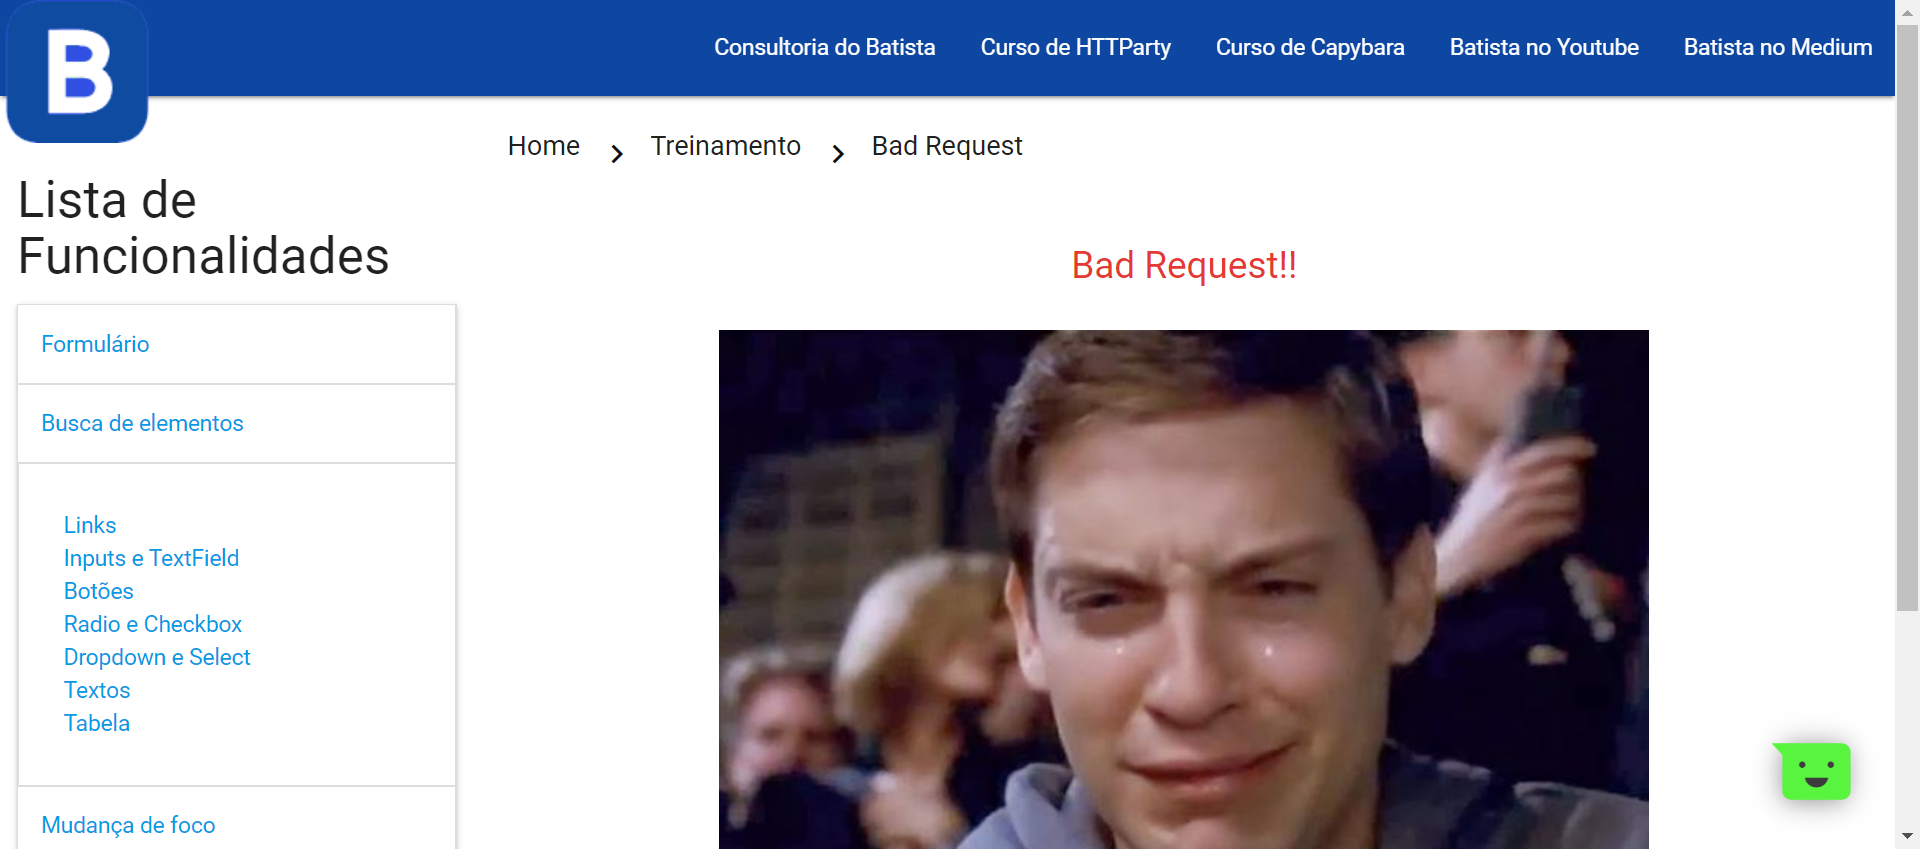 B
Consultoria do Batista
Curso de HTTParty
Curso de Capybara
Batista no Youtube
Batista no Medium
Home
Treinamento
Bad Request
Lista de
Funcionalidades
Formulário
Busca de elementos
Links
Inputs e TextField
Botões
Radio e Checkbox
Dropdown e Select
Textos
Tabela
Mudança de foco
Bad Request!!